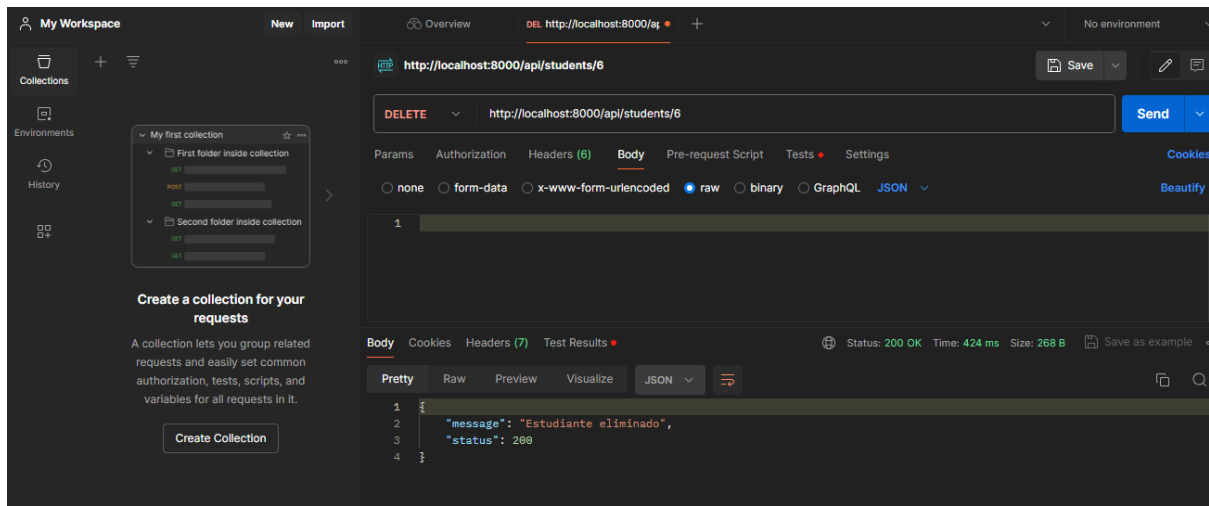 My Workspace
New
Import
Overview
DEL http://localhost:8000/ap
No environment
Collections
Environments
History
HTTP
http://localhost:8000/api/students/6
Save
DELETE
http://localhost:8000/api/students/6
Send
Params Authorization Headers (6) Body Pre-request Script Tests Settings
Cookies
none form-data x-www-form-urlencoded raw binary GraphQL JSON
Beautify
1
My first collection
First folder inside collection
GET
POST
GET
Second folder inside collection
GET
GET
Create a collection for your
requests
A collection lets you group related
requests and easily set common
authorization, tests, scripts, and
variables for all requests in it.
Create Collection
Body Cookies Headers (7) Test Results
Status: 200 OK Time: 424 ms Size: 268 B
Save as example
Pretty Raw Preview Visualize JSON
1 {
2 "message": "Estudiante eliminado",
3 "status": 200
4 }